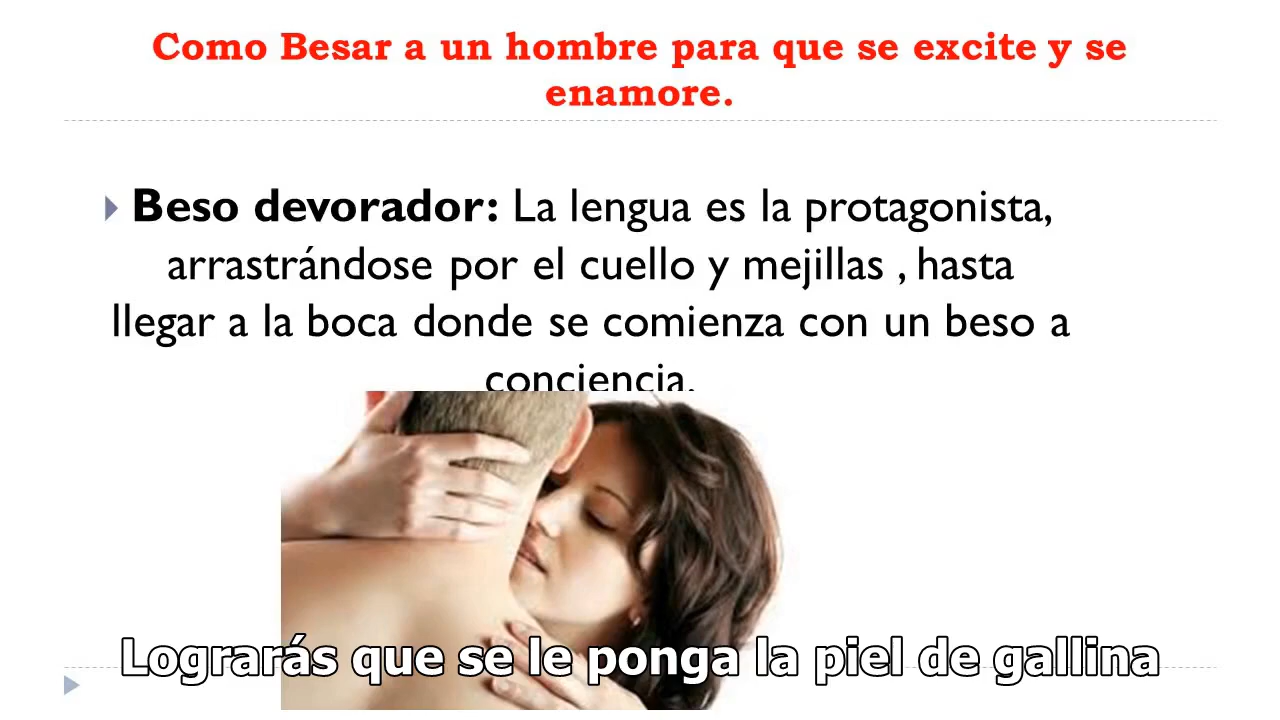 Como Besar a un hombre para que se excite y se
enamore.
Beso devorador: La lengua es la protagonista,
arrastrándose por el cuello y mejillas , hasta
llegar a la boca donde se comienza con un beso a
conciencia.
Lograrás que se le ponga la piel de gallina